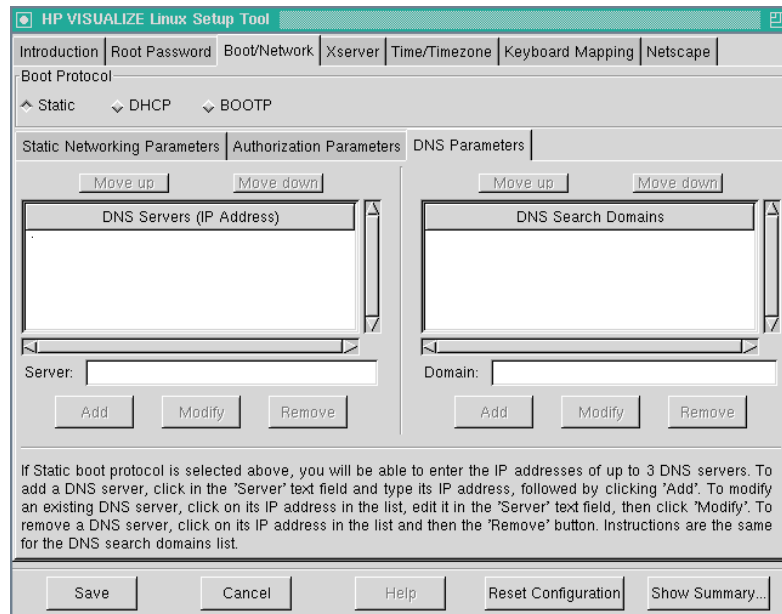 HP VISUALIZE Linux Setup Tool
Introduction Root Password Boot/Network Xserver Time/Timezone Keyboard Mapping Netscape
Boot Protocol
Static DHCP BOOTP
Static Networking Parameters Authorization Parameters DNS Parameters
Move up Move down Move up Move down
DNS Servers (IP Address) DNS Search Domains
Server: Domain:
Add Modify Remove Add Modify Remove
If Static boot protocol is selected above, you will be able to enter the IP addresses of up to 3 DNS servers. To
add a DNS server, click in the 'Server' text field and type its IP address, followed by clicking 'Add'. To modify
an existing DNS server, click on its IP address in the list, edit it in the 'Server' text field, then click 'Modify'. To
remove a DNS server, click on its IP address in the list and then the 'Remove' button. Instructions are the same
for the DNS search domains list.
Save Cancel Help Reset Configuration Show Summary...